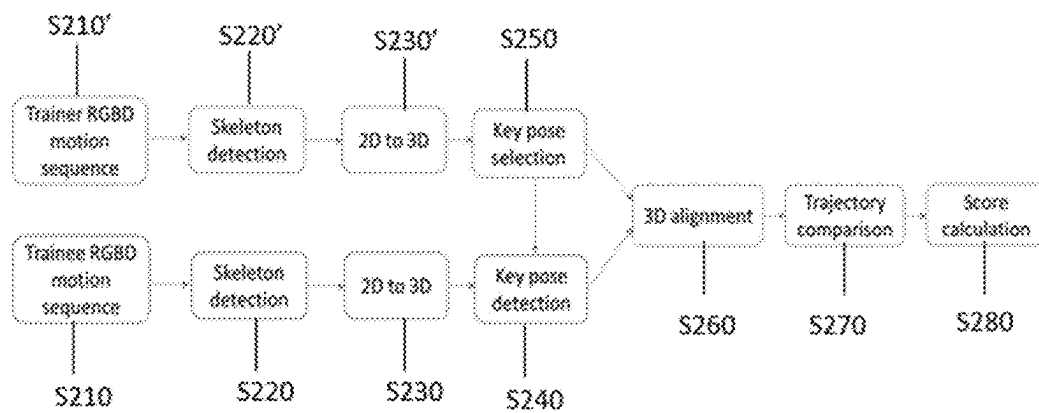 S210'
S220'
S230'
S250
Trainer RGBD
motion
sequence
Skeleton
detection
2D to 3D
Key pose
selection
3D alignment
Trajectory
comparison
Score
calculation
Trainee RGBD
motion
sequence
Skeleton
detection
2D to 3D
Key pose
detection
S260
S270
S280
S210
S220
S230
S240